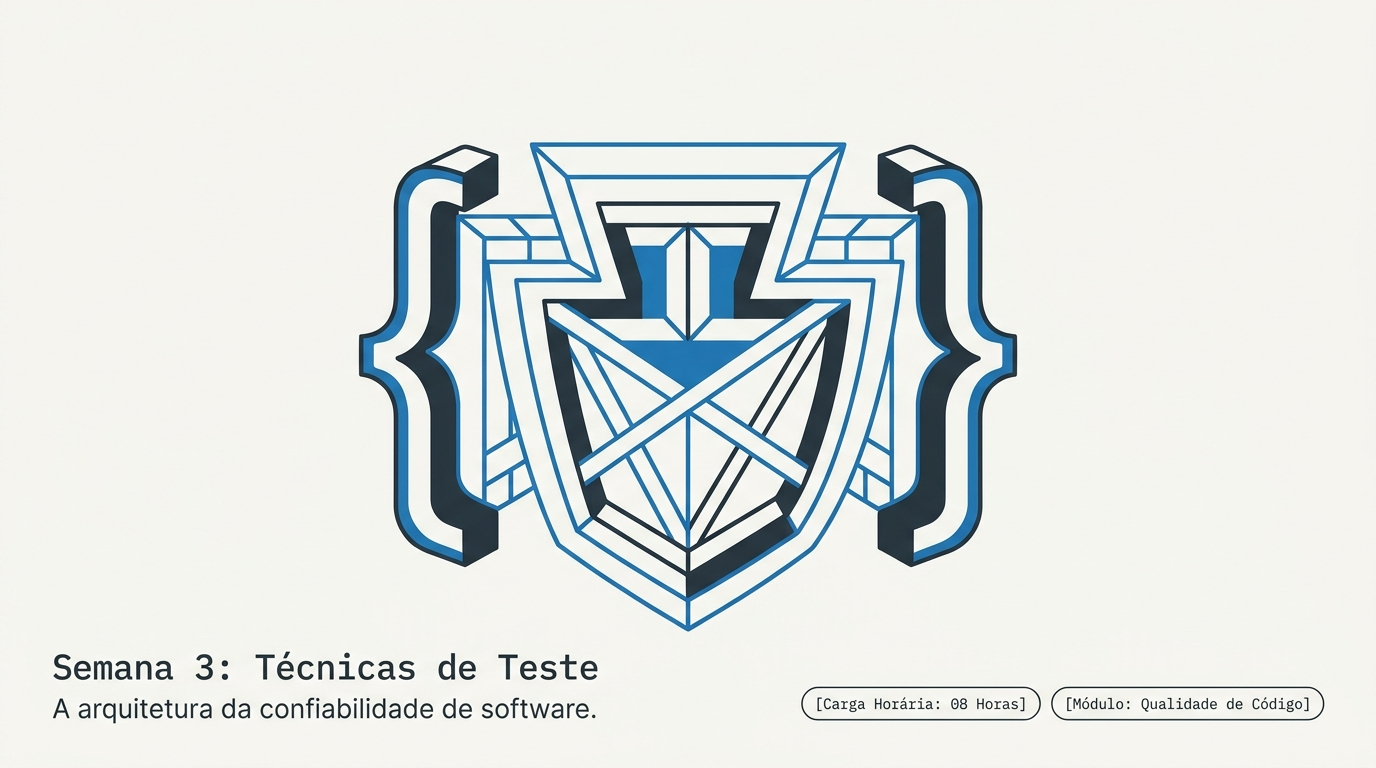 Semana 3: Técnicas de Teste
A arquitetura da confiabilidade de software.
[Carga Horária: 08 Horas]
[Módulo: Qualidade de Código]